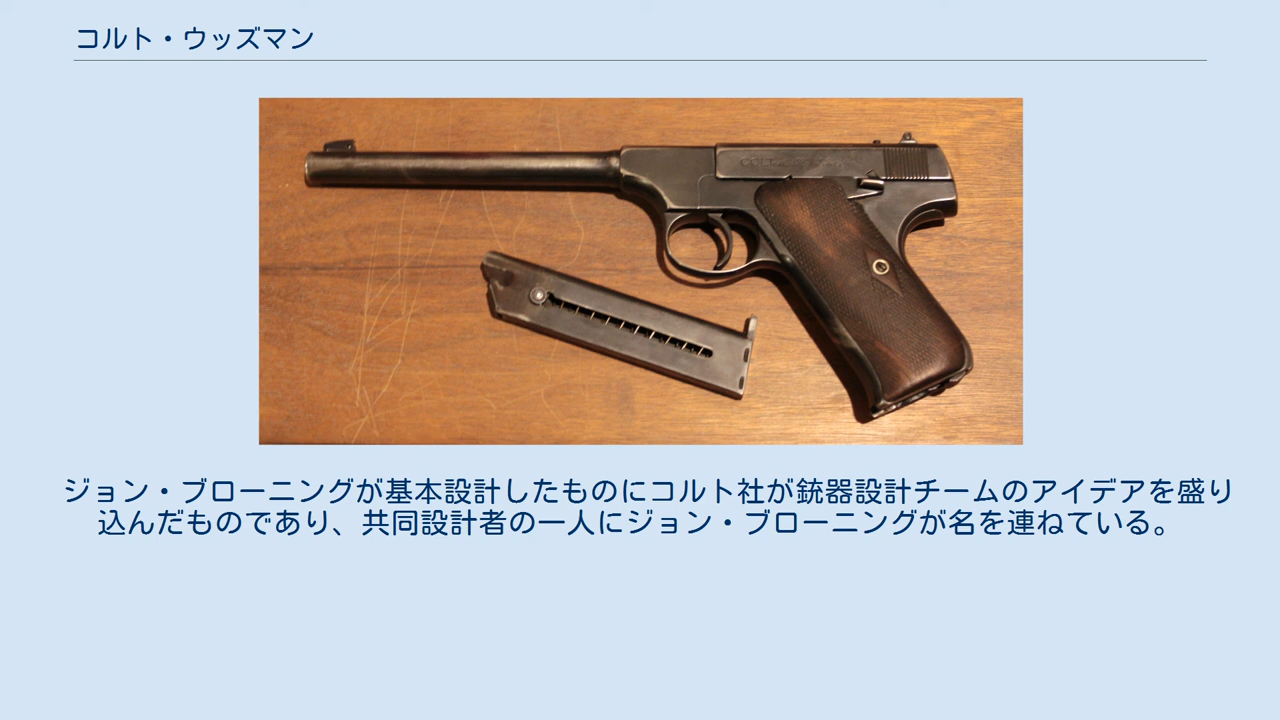 コルト・ウッズマン
ジョン・ブローニングが基本設計したものにコルト社が銃器設計チームのアイデアを盛り
込んだものであり、共同設計者の一人にジョン・ブローニングが名を連ねている。